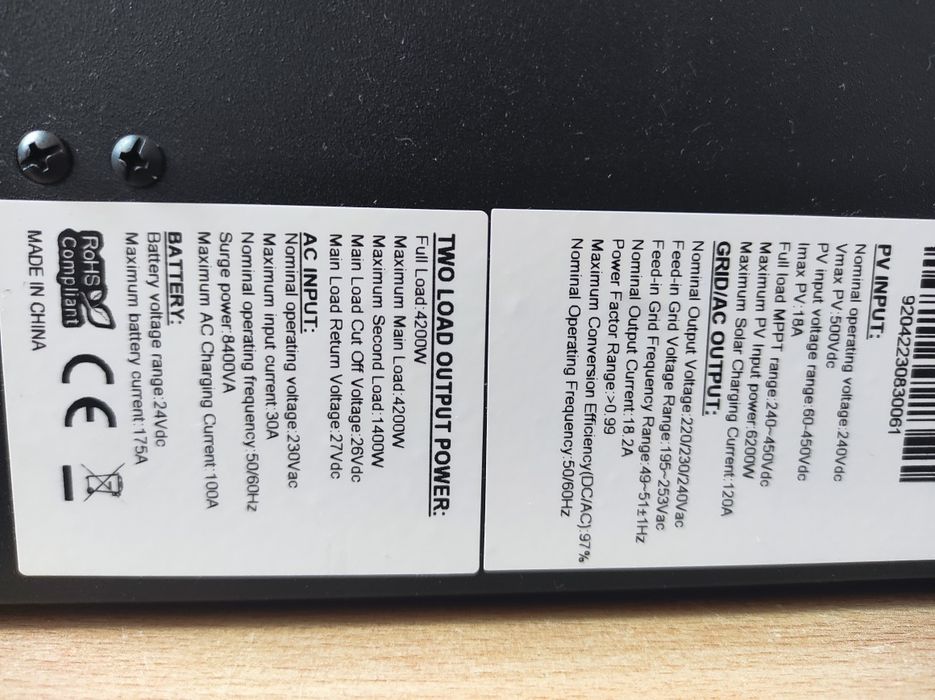 92042230830061
PV INPUT:
Nominal operating voltage:240Vdc
Vmax PV:500Vdc
PV input voltage range:60-450Vdc
Imax PV:18A
Full load MPPT range:240-450Vdc
Maximum PV Input power:6200W
Maximum Solar Charging Current:120A
GRID/AC OUTPUT:
Nominal Output Voltage:220/230/240Vac
Feed-in Grid Voltage Range:195~253Vac
Feed-in Grid Frequency Range:49~51±1Hz
Nominal Output Current:18.2A
Power Factor Range:>0.99
Maximum Conversion Efficiency(DC/AC):97%
Nominal Operating Frequency:50/60Hz
TWO LOAD OUTPUT POWER:
Full Load:4200W
Maximum Main Load:4200W
Maximum Second Load:1400W
Main Load Cut Off Voltage:26Vdc
Main Load Return Voltage:27Vdc
AC INPUT:
Nominal operating voltage:230Vac
Maximum input current:30A
Nominal operating frequency:50/60Hz
Surge power:8400VA
Maximum AC Charging Current:100A
BATTERY:
Battery voltage range:24Vdc
Maximum battery current:175A
RoHS
Compliant
CE
MADE IN CHINA